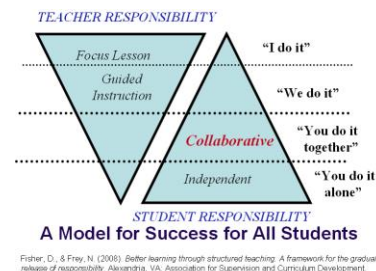 TEACHER RESPONSIBILITY
Focus Lesson
“I do it”
Guided
Instruction
“We do it”
Collaborative
“You do it
together”
Independent
“You do it
alone”
STUDENT RESPONSIBILITY
A Model for Success for All Students
Fisher, D., & Frey, N. (2008). Better learning through structured teaching: A framework for the gradual
release of responsibility. Alexandria, VA: Association for Supervision and Curriculum Development.